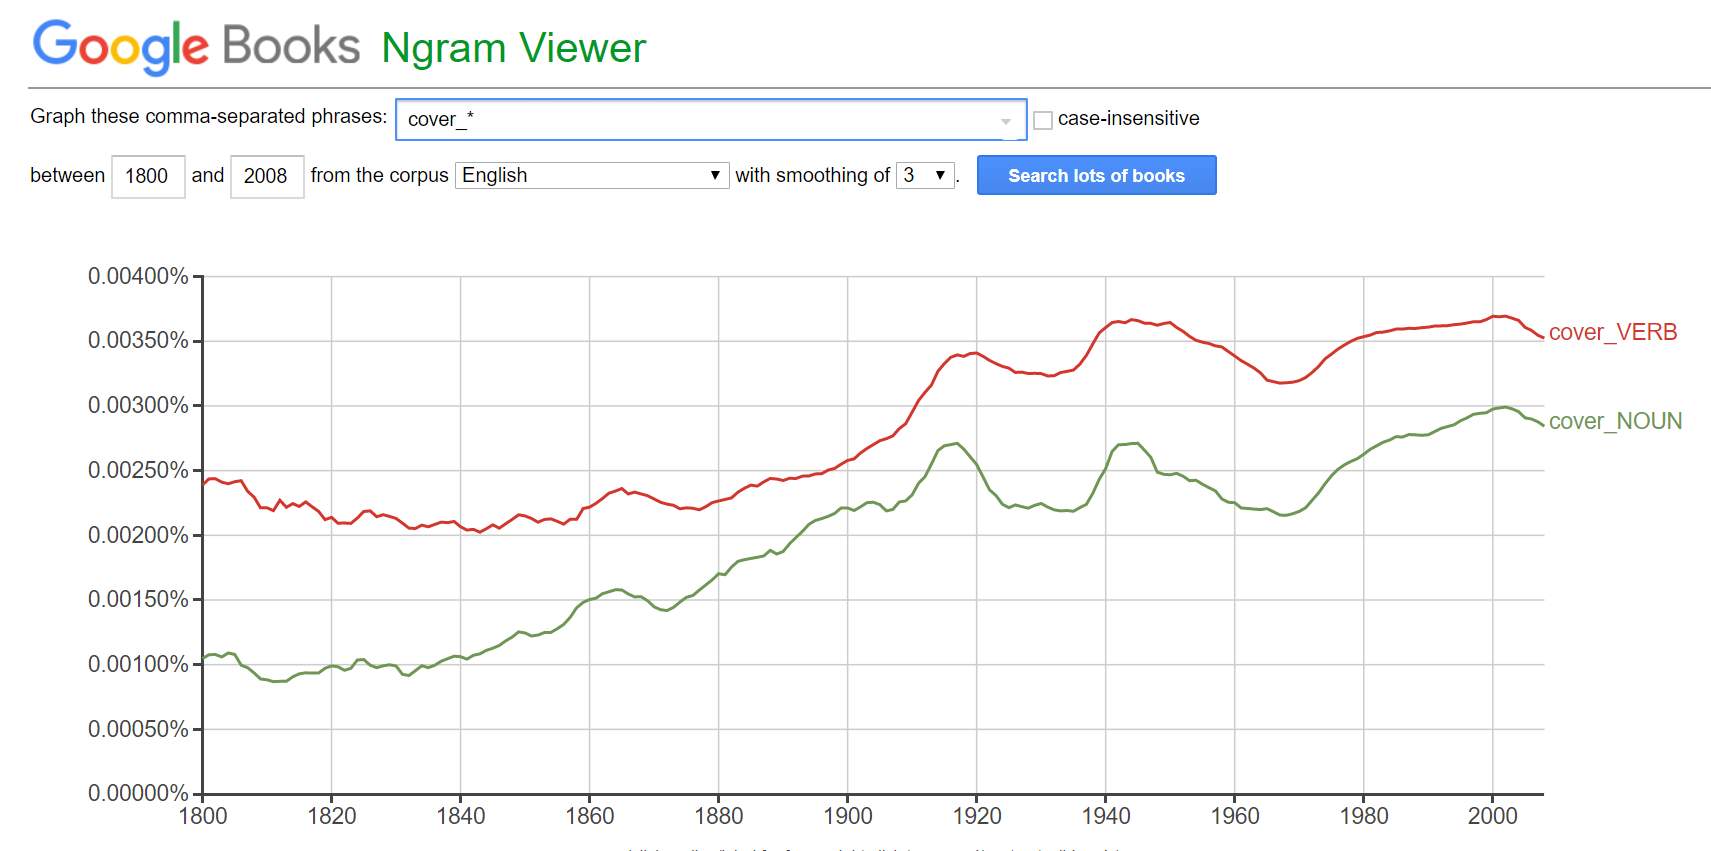 Google Books Ngram Viewer
Graph these comma-separated phrases: cover_* case-insensitive
between 1800 and 2008 from the corpus English with smoothing of 3 . Search lots of books
0.00400%
0.00350%
cover_VERB
0.00300%
cover_NOUN
0.00250%
0.00200%
0.00150%
0.00100%
0.00050%
0.00000%
1800 1820 1840 1860 1880 1900 1920 1940 1960 1980 2000